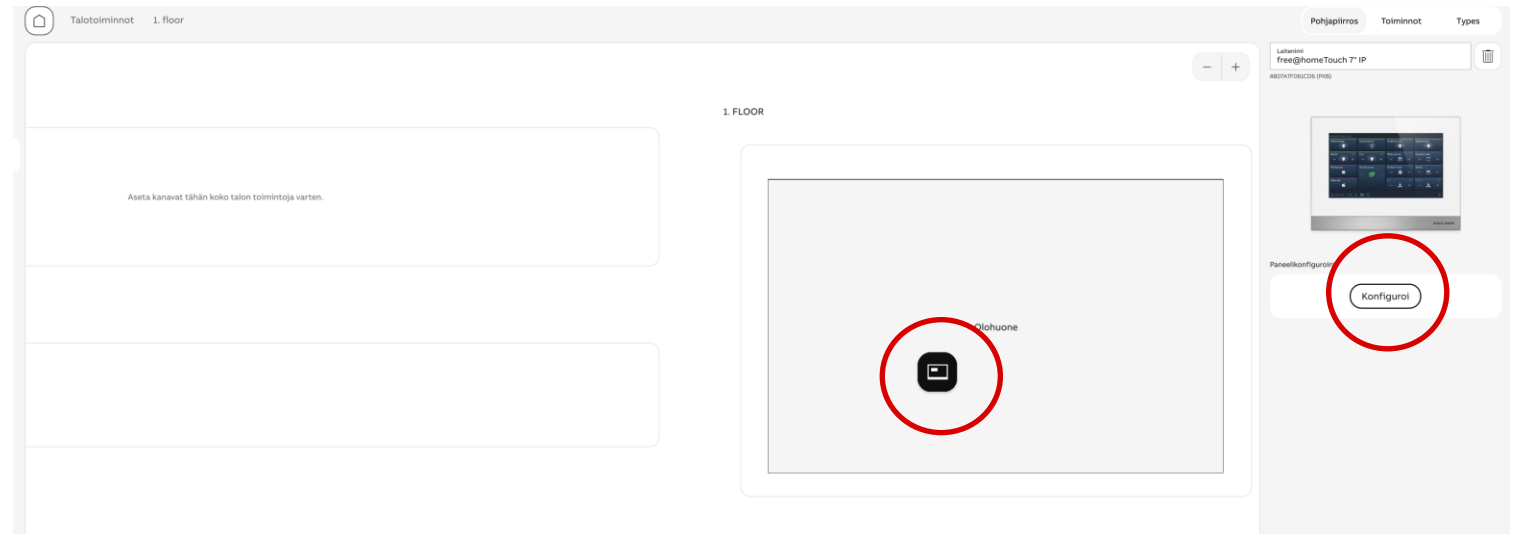 Talotoiminnot 1. floor
Pohjapiirros Toiminnot Types
Laitenimi
free@homeTouch 7" IP
− +
1. FLOOR
Aseta kanavat tähän koko talon toimintoja varten.
Olohuone
Konfiguroi